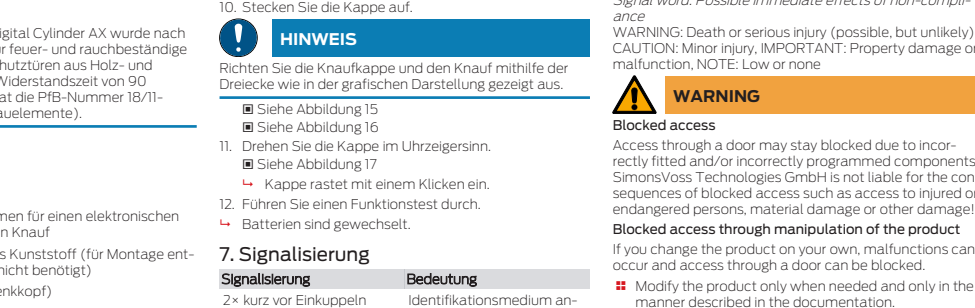 igital Cylinder AX wurde nach
r feuer- und rauchbeständige
hutztüren aus Holz- und
Widerstandszeit von 90
at die PfB-Nummer 18/11-
auelemente).
men für einen elektronischen
n Knauf
s Kunststoff (für Montage ent-
nicht benötigt)
nkkopf)
10. Stecken Sie die Kappe auf.
HINWEIS
Richten Sie die Knaufkappe und den Knauf mithilfe der
Dreiecke wie in der grafischen Darstellung gezeigt aus.
▣ Siehe Abbildung 15
▣ Siehe Abbildung 16
11. Drehen Sie die Kappe im Uhrzeigersinn.
▣ Siehe Abbildung 17
↳ Kappe rastet mit einem Klicken ein.
12. Führen Sie einen Funktionstest durch.
↳ Batterien sind gewechselt.
7. Signalisierung
Signalisierung Bedeutung
2× kurz vor Einkuppeln Identifikationsmedium an-
Signal word: Possible immediate effects of non-compli-
ance
WARNING: Death or serious injury (possible, but unlikely)
CAUTION: Minor injury, IMPORTANT: Property damage or
malfunction, NOTE: Low or none
WARNING
Blocked access
Access through a door may stay blocked due to incor-
rectly fitted and/or incorrectly programmed components
SimonsVoss Technologies GmbH is not liable for the con
sequences of blocked access such as access to injured or
endangered persons, material damage or other damage!
Blocked access through manipulation of the product
If you change the product on your own, malfunctions can
occur and access through a door can be blocked.
Modify the product only when needed and only in the
manner described in the documentation.